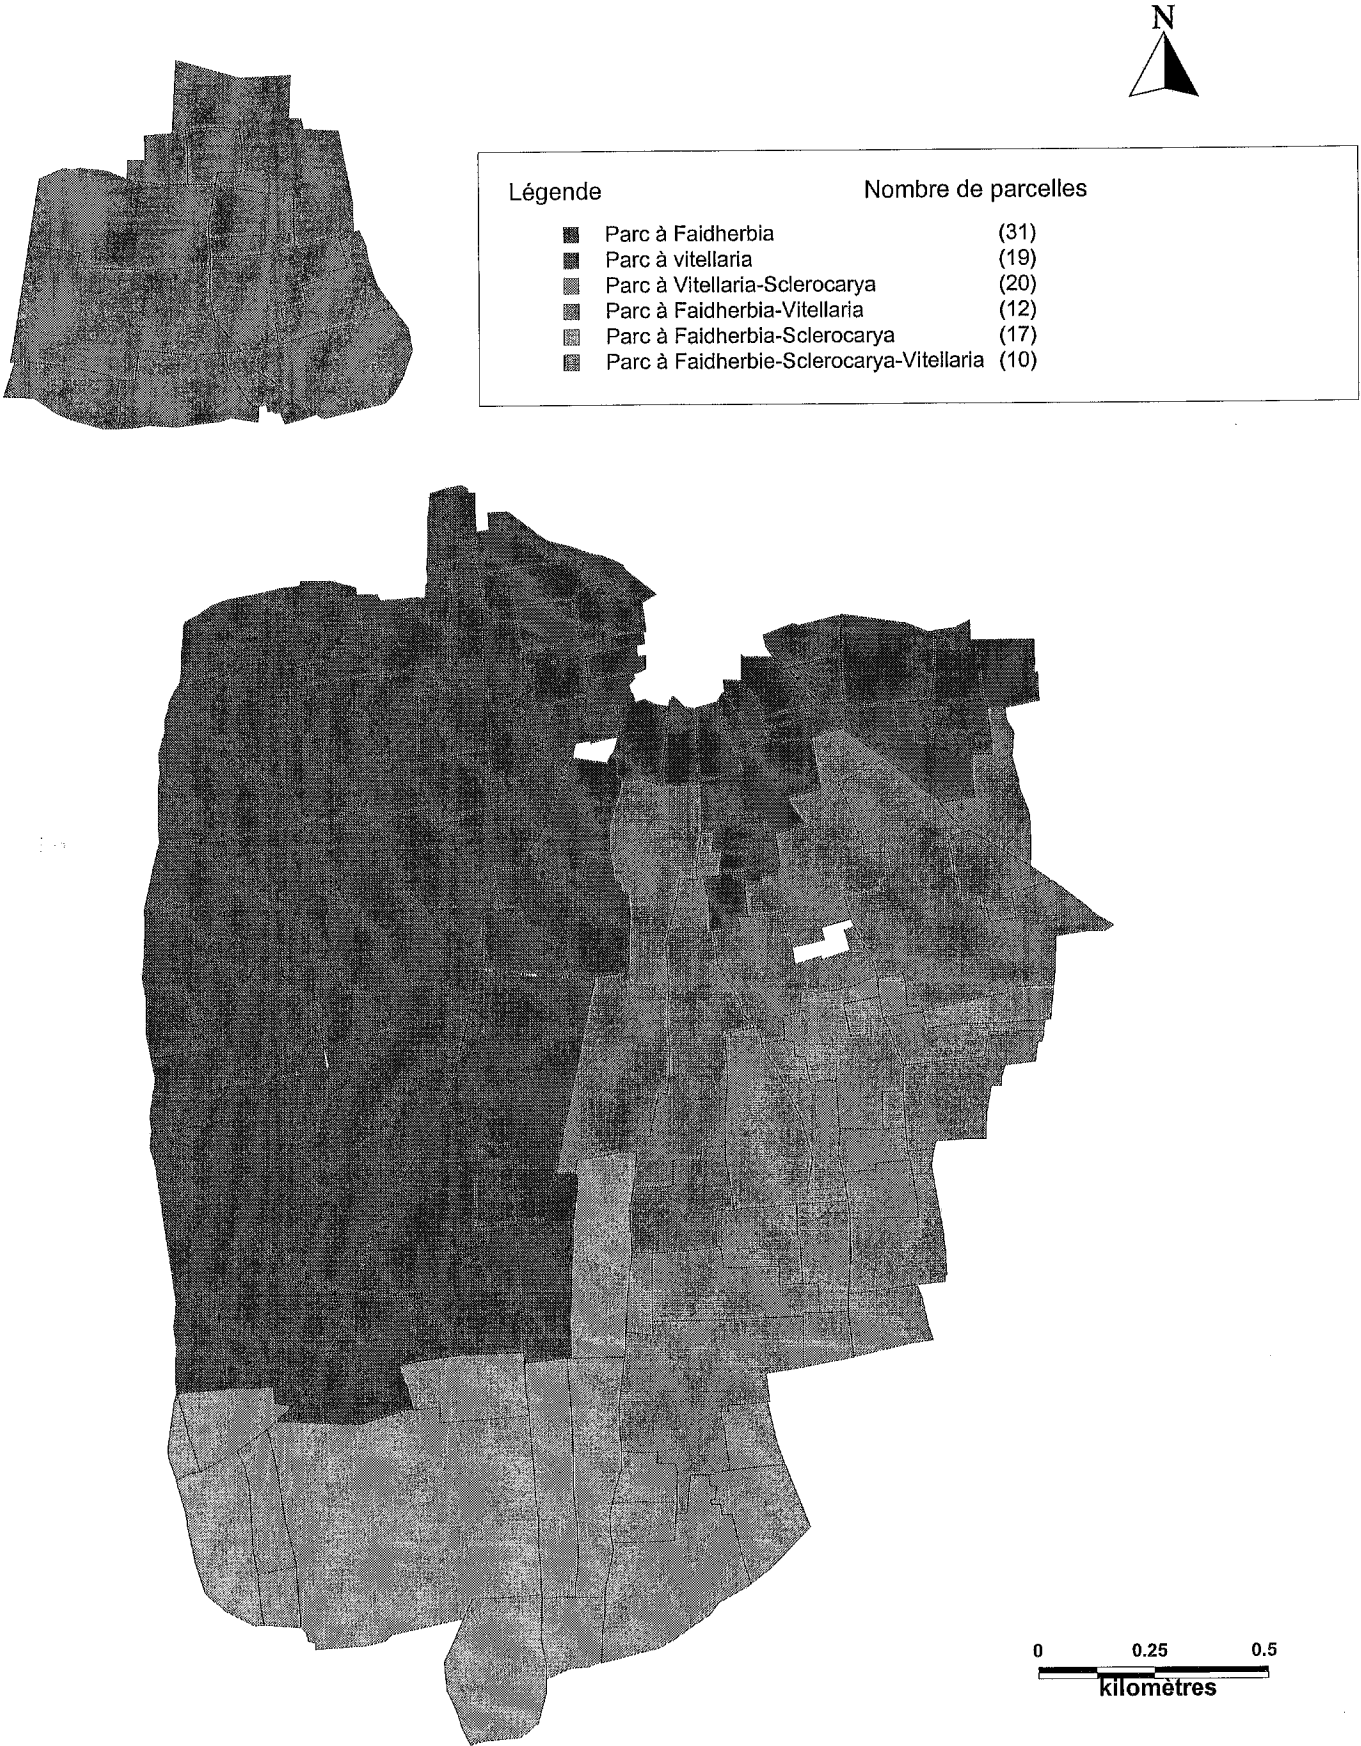 N
Légende Nombre de parcelles
Parc à Faidherbia (31)
Parc à vitellaria (19)
Parc à Vitellaria-Sclerocarya (20)
Parc à Faidherbia-Vitellaria (12)
Parc à Faidherbia-Sclerocarya (17)
Parc à Faidherbie-Sclerocarya-Vitellaria (10)
0 0.25 0.5
kilomètres